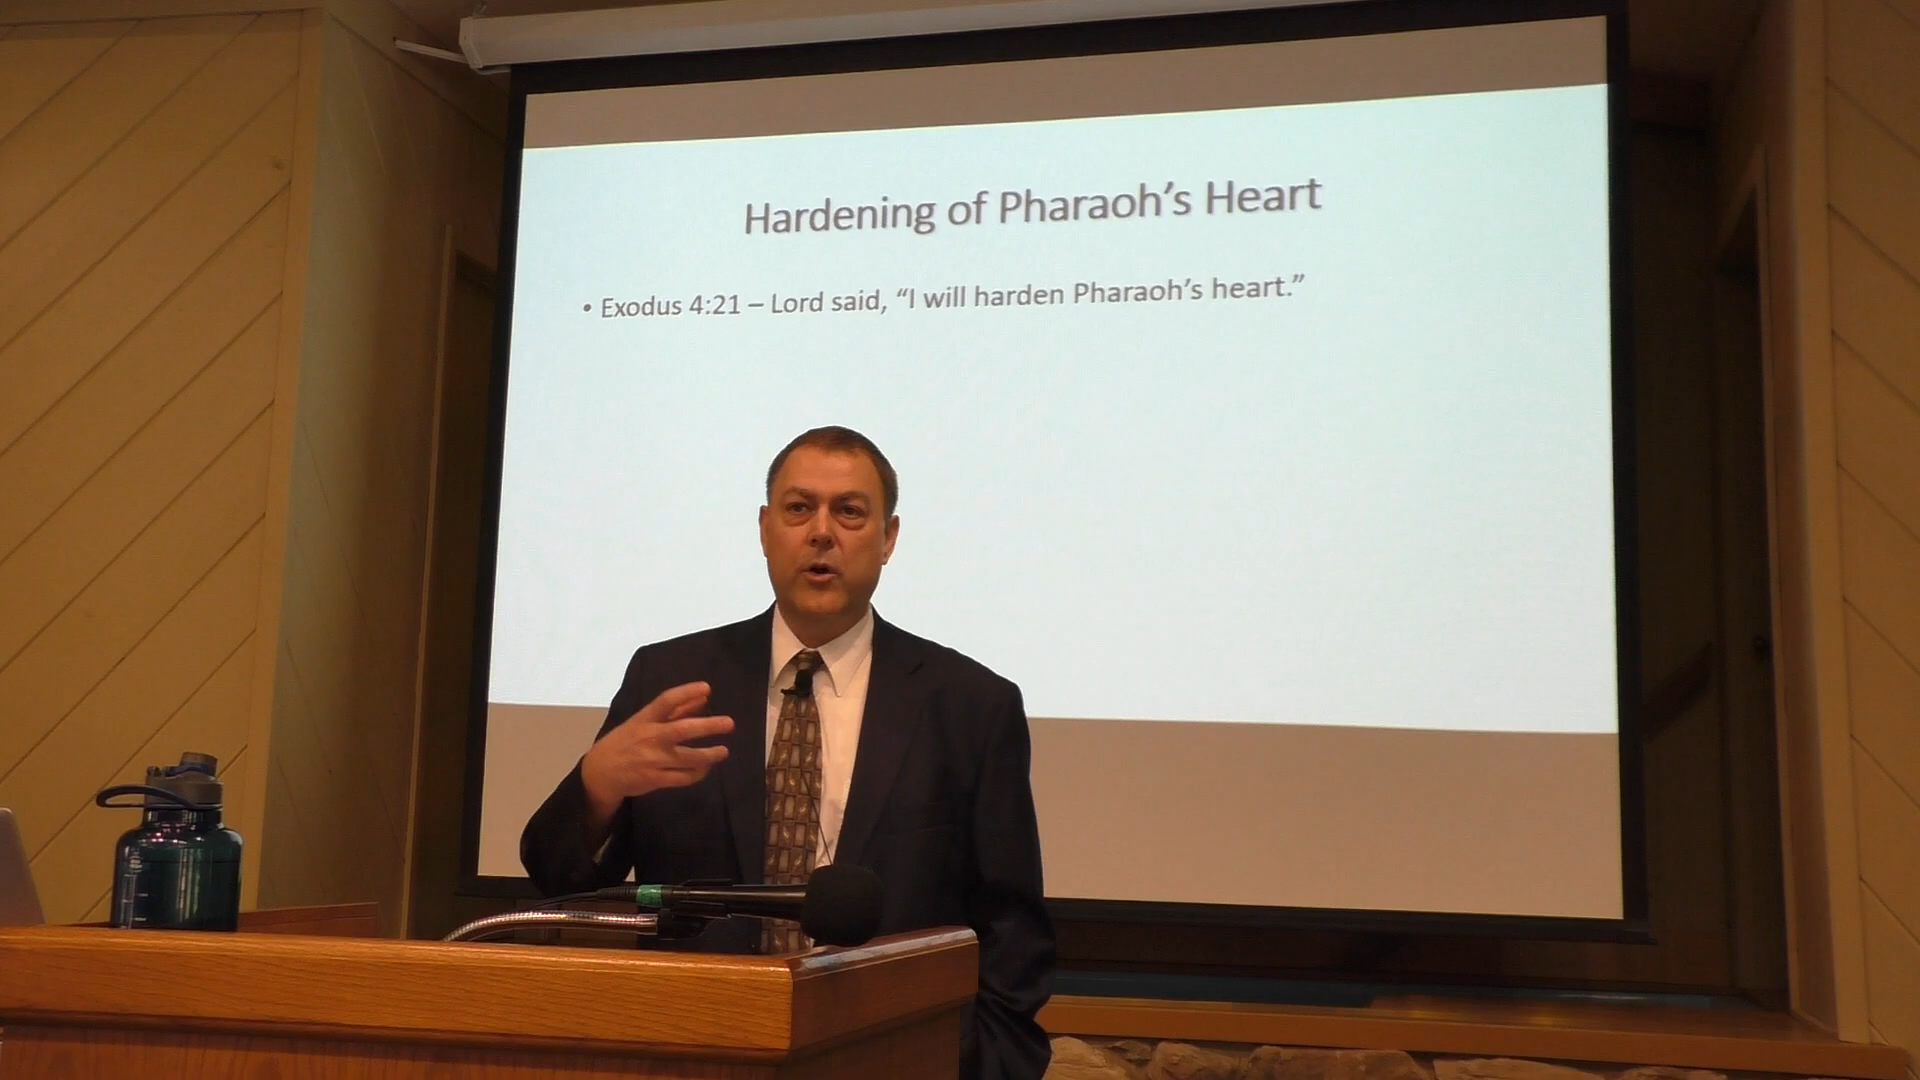 Hardening of Pharaoh’s Heart
• Exodus 4:21 – Lord said, “I will harden Pharaoh’s heart.”